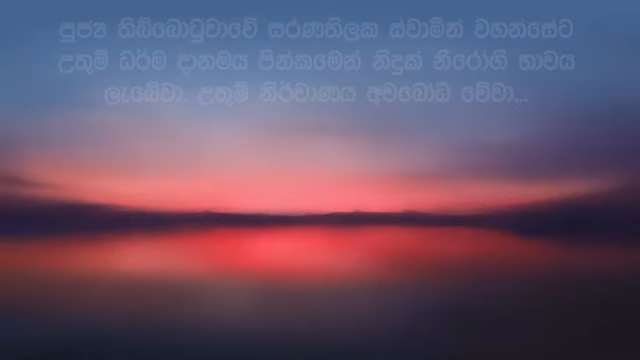 පූජ්‍ය තිබ්බොටුවාවේ සරණතිලක ස්වාමින් වහන්සේට
උතුම් ධර්ම දානමය පින්කමෙන් නිදුක් නීරෝගි භාවය
ලැබේවා. උතුම් නිර්වාණය අවබෝධ වේවා...